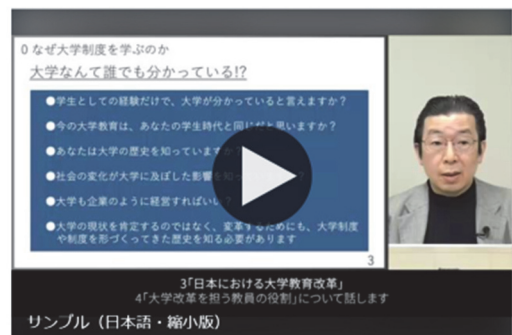 0 なぜ大学制度を学ぶのか
大学なんて誰でも分かっている!?
●学生としての経験だけで、大学が分かっていると言えますか？
●今の大学教育は、あなたの学生時代と同じだと思いますか？
●あなたは大学の歴史を知っていますか？
●社会の変化が大学に及ぼした影響を知っ
●大学も企業のように経営すればいい？
●大学の現状を肯定するのではなく、変革するためにも、大学制度
や制度を形づくってきた歴史を知る必要があります
3
3「日本における大学教育改革」
4「大学改革を担う教員の役割」について話します
サンプル（日本語・縮小版）